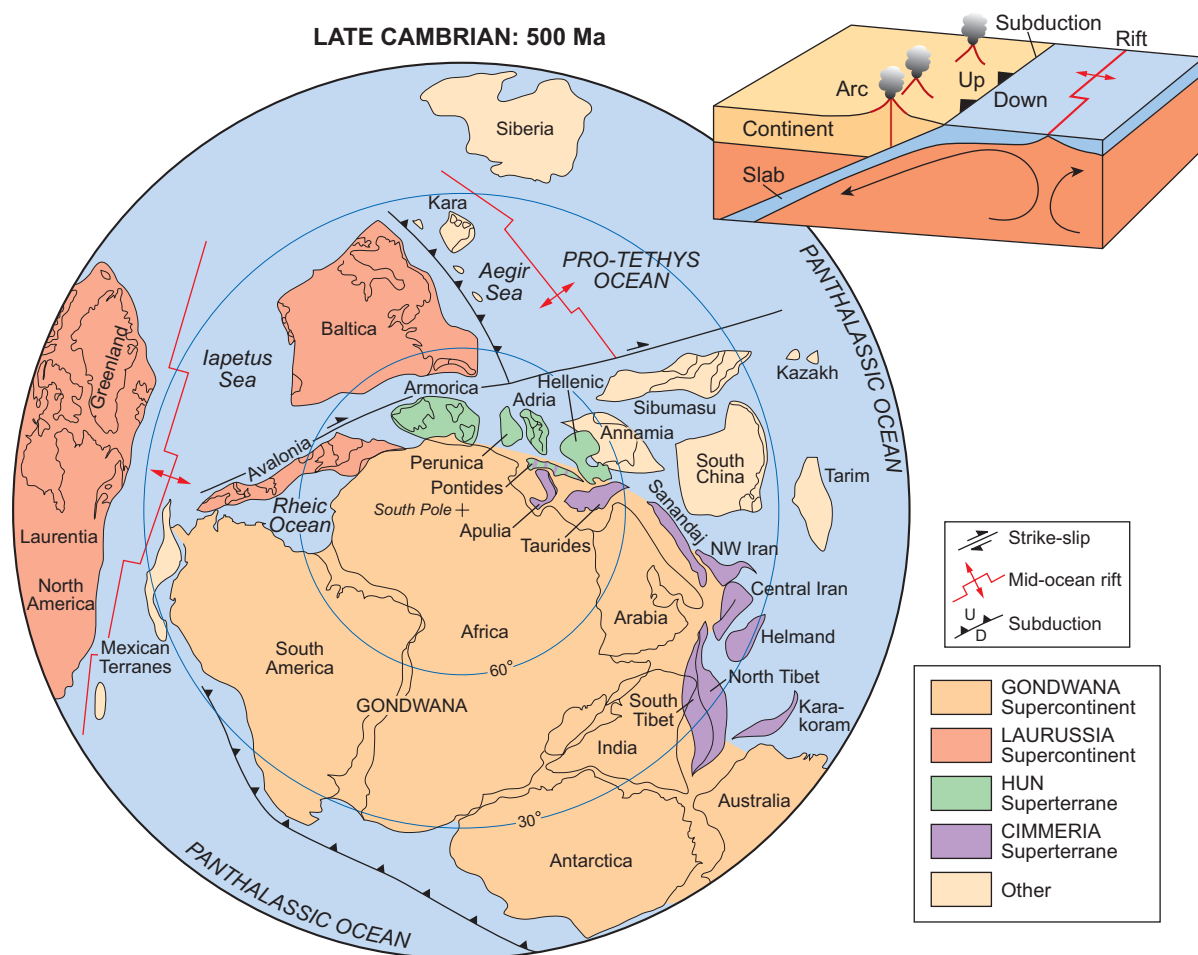 LATE CAMBRIAN: 500 Ma
Subduction
Rift
Arc
Up
Down
Continent
Slab
Siberia
Kara
Aegir
Sea
PRO-TETHYS
OCEAN
PANTHALASSIC OCEAN
Greenland
Baltica
Iapetus
Sea
Armorica
Adria
Hellenic
Sibumasu
Kazakh
Avalonia
Annamia
Perunica
South
China
Tarim
Pontides
Rheic
Ocean
South Pole
Apulia
Taurides
Sanandaj
NW Iran
Laurentia
North
America
Central Iran
Arabia
Helmand
Africa
Mexican
Terranes
South
America
60°
North Tibet
GONDWANA
South
Tibet
Kara-
koram
India
Australia
30°
Antarctica
PANTHALASSIC OCEAN
Strike-slip
Mid-ocean rift
U
D
Subduction
GONDWANA
Supercontinent
LAURUSSIA
Supercontinent
HUN
Superterrane
CIMMERIA
Superterrane
Other